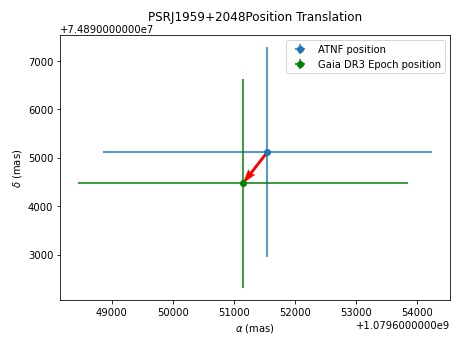 PSRJ1959+2048Position Translation
+7.4890000000e7
ATNF position
Gaia DR3 Epoch position
7000
6000
5000
4000
3000
δ (mas)
49000 50000 51000 52000 53000 54000
α (mas)
+1.0796000000e9